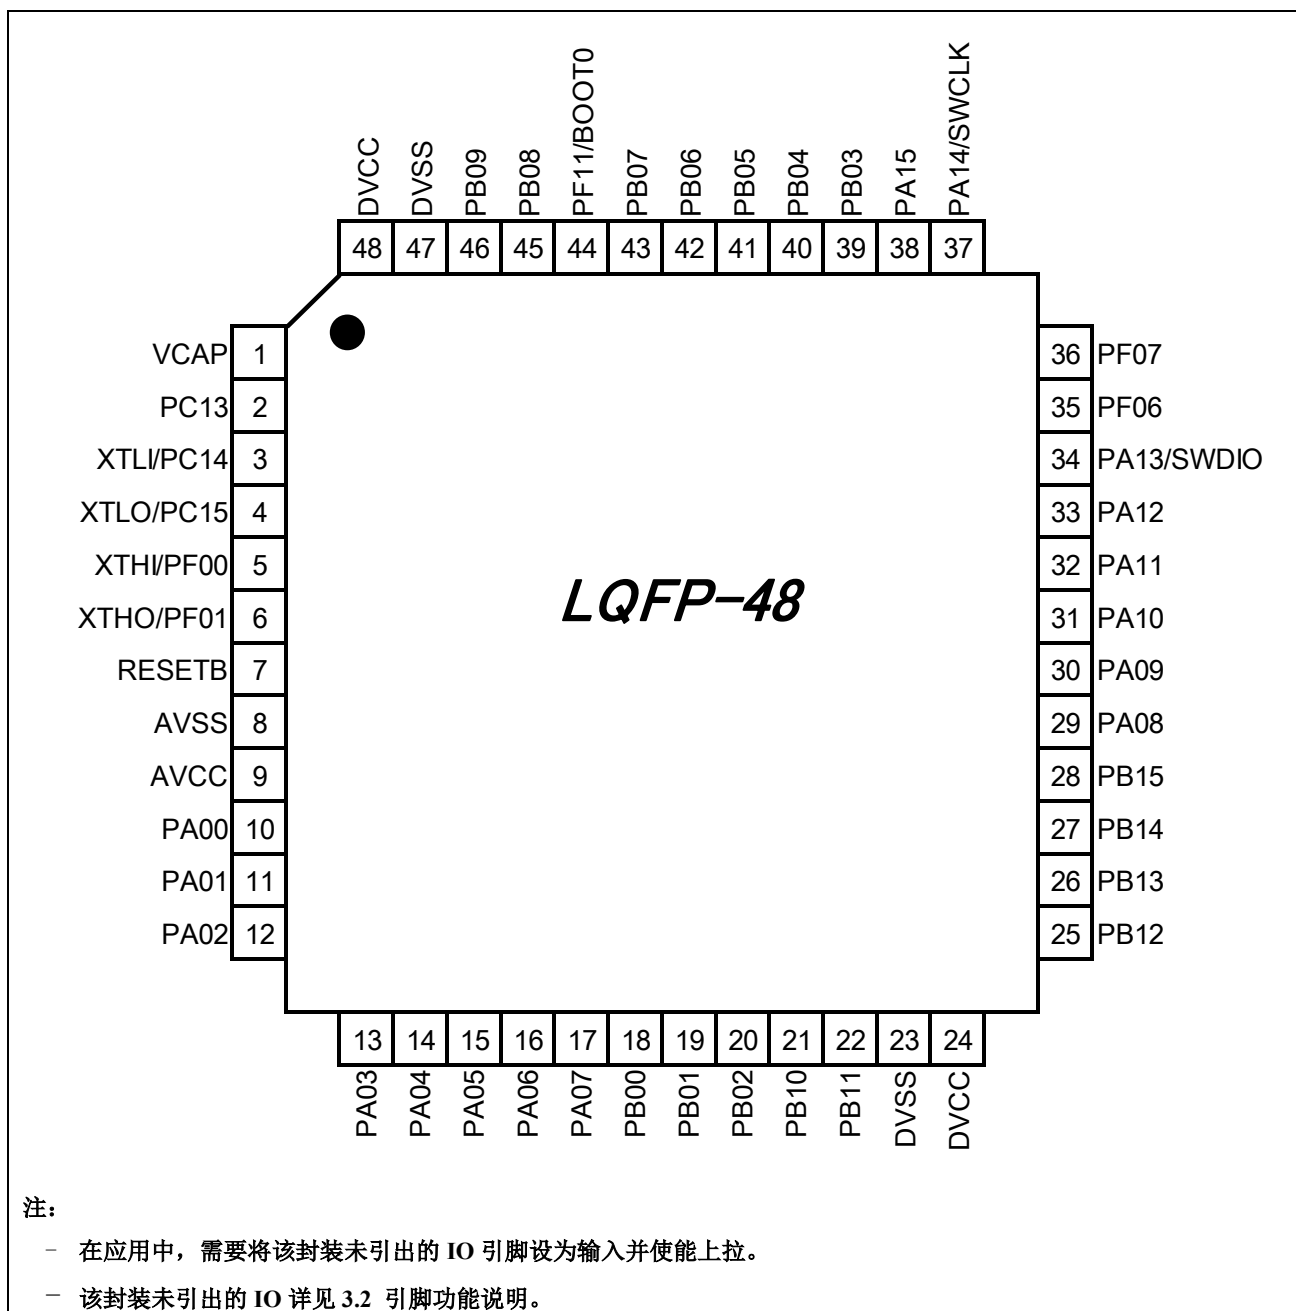 DVCC
DVSS
PB09
PB08
PF11/BOOT0
PB07
PB06
PB05
PB04
PB03
PA15
PA14/SWCLK
48 47 46 45 44 43 42 41 40 39 38 37
VCAP 1
PC13 2
XTLI/PC14 3
XTLO/PC15 4
XTHI/PF00 5
XTHO/PF01 6
RESETB 7
AVSS 8
AVCC 9
PA00 10
PA01 11
PA02 12
LQFP-48
36 PF07
35 PF06
34 PA13/SWDIO
33 PA12
32 PA11
31 PA10
30 PA09
29 PA08
28 PB15
27 PB14
26 PB13
25 PB12
13 14 15 16 17 18 19 20 21 22 23 24
PA03
PA04
PA05
PA06
PA07
PB00
PB01
PB02
PB10
PB11
DVSS
DVCC
注：
– 在应用中，需要将该封装未引出的 IO 引脚设为输入并使能上拉。
– 该封装未引出的 IO 详见 3.2 引脚功能说明。